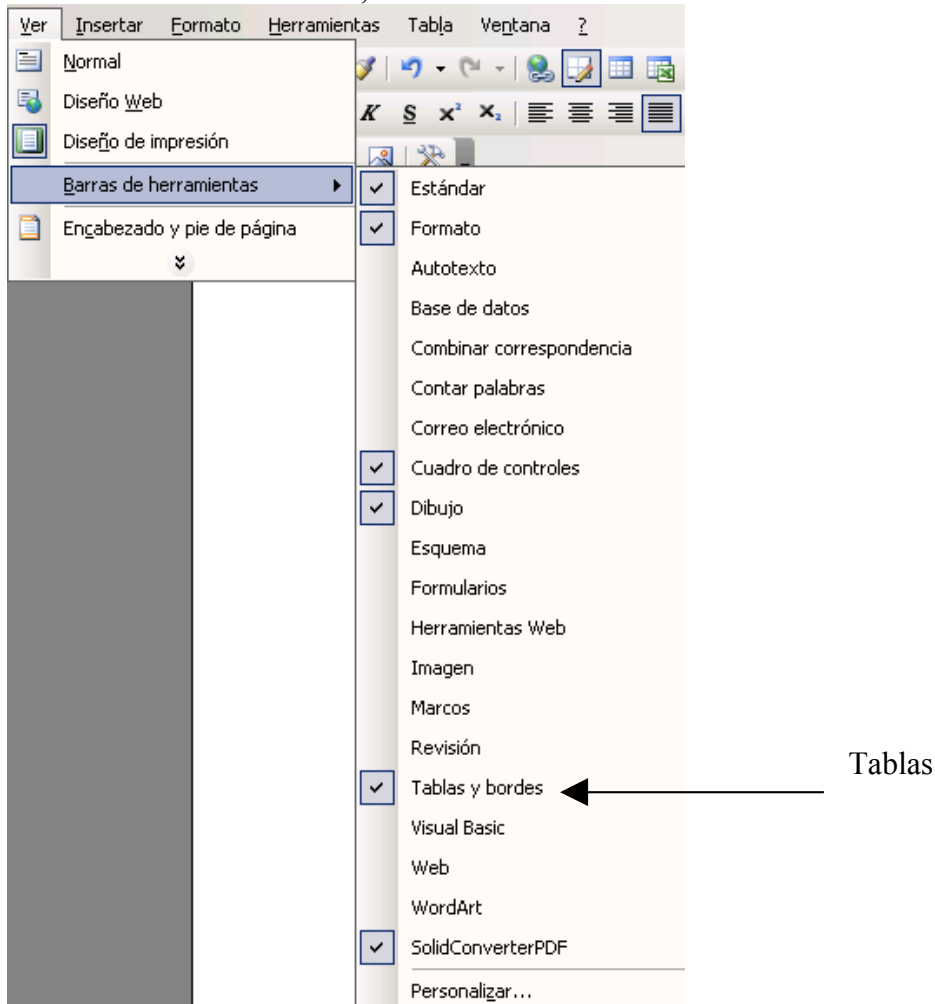 Ver Insertar Formato Herramientas Tabla Ventana ?
Normal
Diseño Web
K S x² X₂
Diseño de impresión
Barras de herramientas
Estándar
Encabezado y pie de página
Formato
Autotexto
Base de datos
Combinar correspondencia
Contar palabras
Correo electrónico
Cuadro de controles
Dibujo
Esquema
Formularios
Herramientas Web
Imagen
Marcos
Revisión
Tablas y bordes
Tablas
Visual Basic
Web
WordArt
SolidConverterPDF
Personalizar...